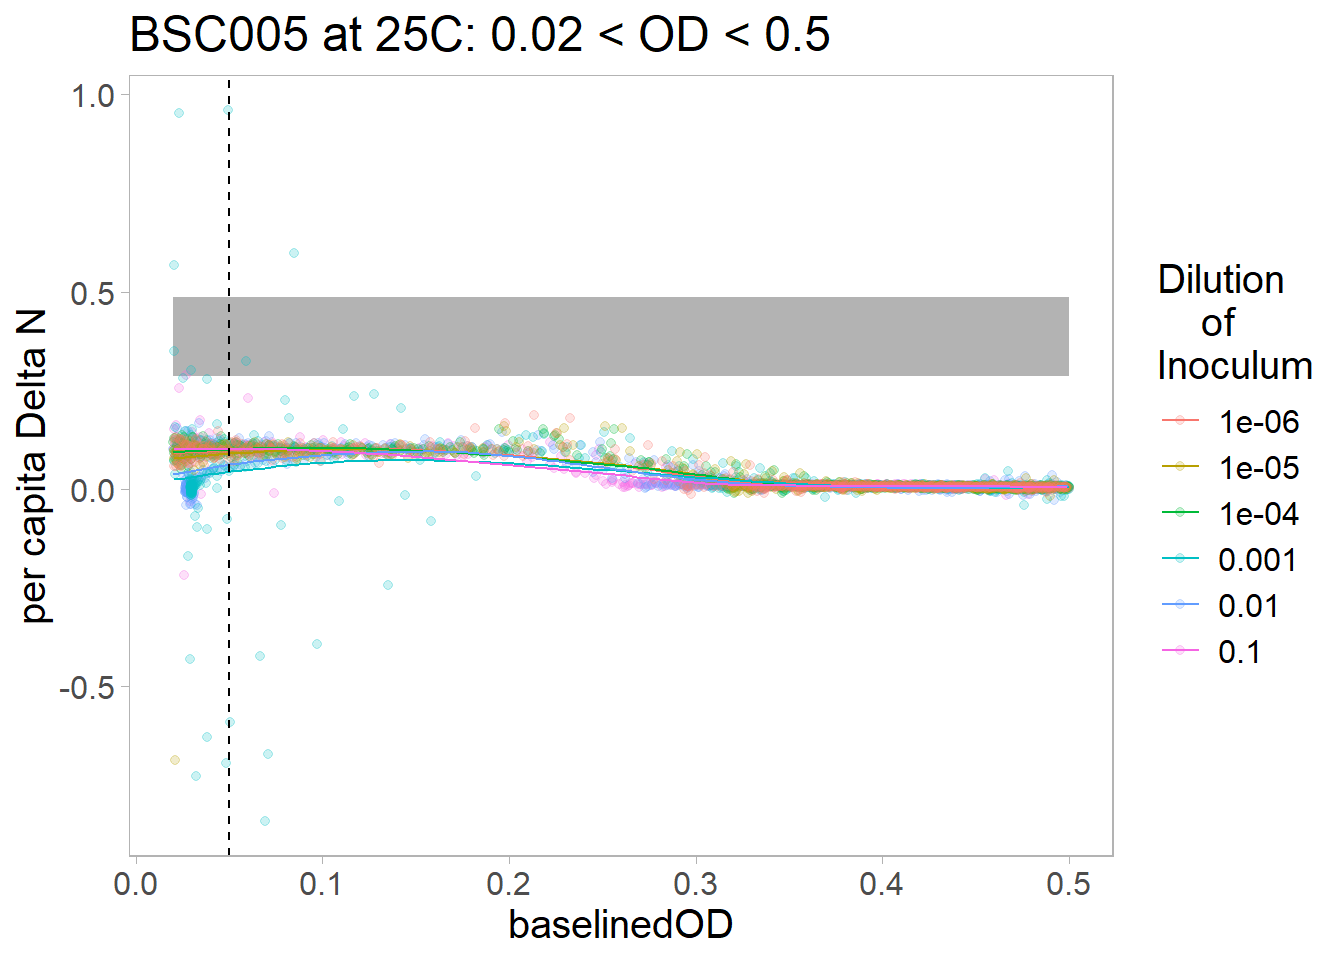 BSC005 at 25C: 0.02 < OD < 0.5
per capita Delta N
1.0
0.5
0.0
-0.5
0.0 0.1 0.2 0.3 0.4 0.5
baselinedOD
Dilution
of
Inoculum
1e-06
1e-05
1e-04
0.001
0.01
0.1